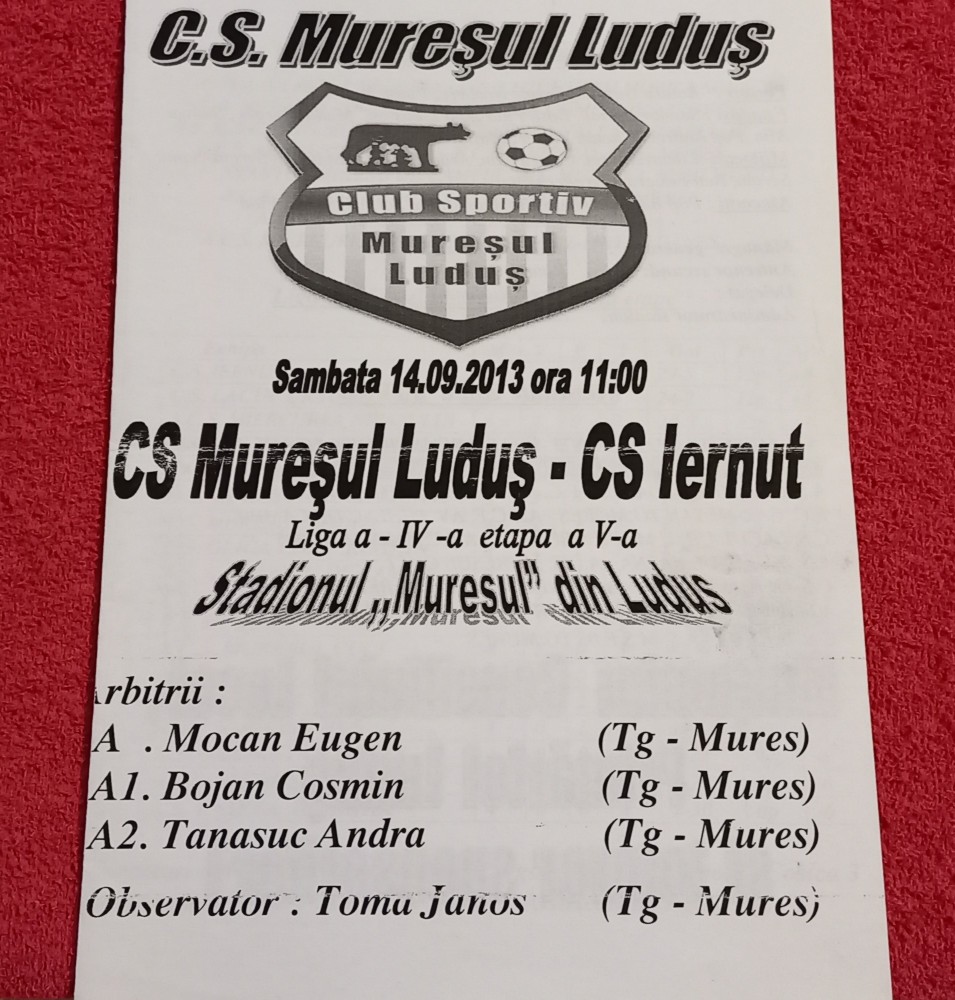 C.S. Mureşul Luduş
Club Sportiv
Mureşul
Luduş
Sambata 14.09.2013 ora 11:00
CS Mureşul Luduş - CS Iernut
Liga a - IV -a etapa a V-a
Stadionul ,,Muresul” din Ludus
Arbitrii :
A . Mocan Eugen (Tg - Mures)
A1. Bojan Cosmin (Tg - Mures)
A2. Tanasuc Andra (Tg - Mures)
Observator : Toma Janos (Tg - Mures)